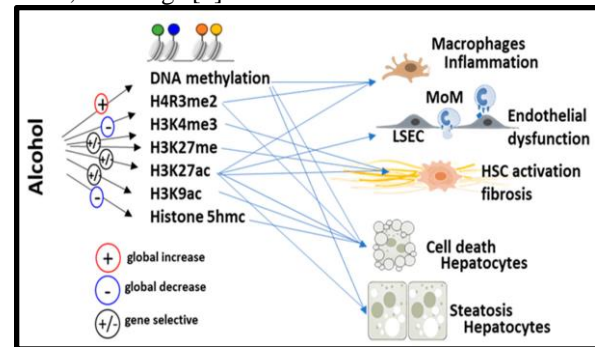 Alcohol
+
-
+/-
+/-
+/-
-
DNA methylation
H4R3me2
H3K4me3
H3K27me
H3K27ac
H3K9ac
Histone 5hmc
+ global increase
- global decrease
+/- gene selective
Macrophages
Inflammation
MoM
LSEC
Endothelial
dysfunction
HSC activation
fibrosis
Cell death
Hepatocytes
Steatosis
Hepatocytes